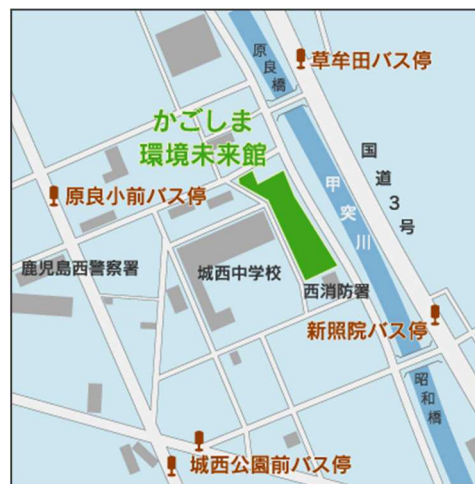 草牟田バス停
原良橋
かごしま
環境未来館
国道3号
甲突川
原良小前バス停
鹿児島西警察署
城西中学校
西消防署
新照院バス停
昭和橋
城西公園前バス停